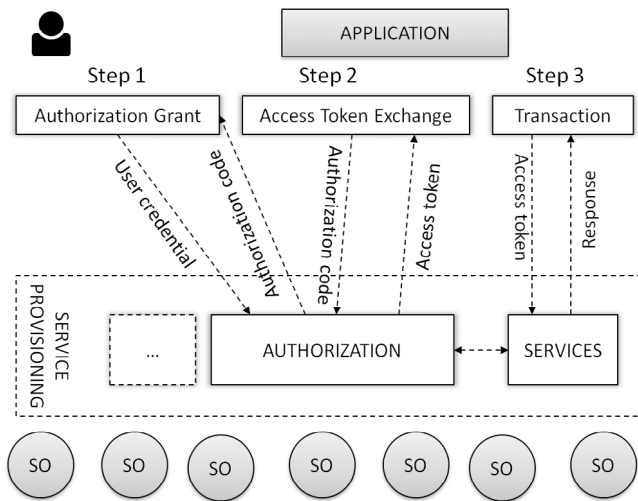 APPLICATION
Step 1
Step 2
Step 3
Authorization Grant
Access Token Exchange
Transaction
User credential
Authorization code
Authorization code
Access token
Access token
Response
SERVICE
PROVISIONING
...
AUTHORIZATION
SERVICES
SO
SO
SO
SO
SO
SO
SO